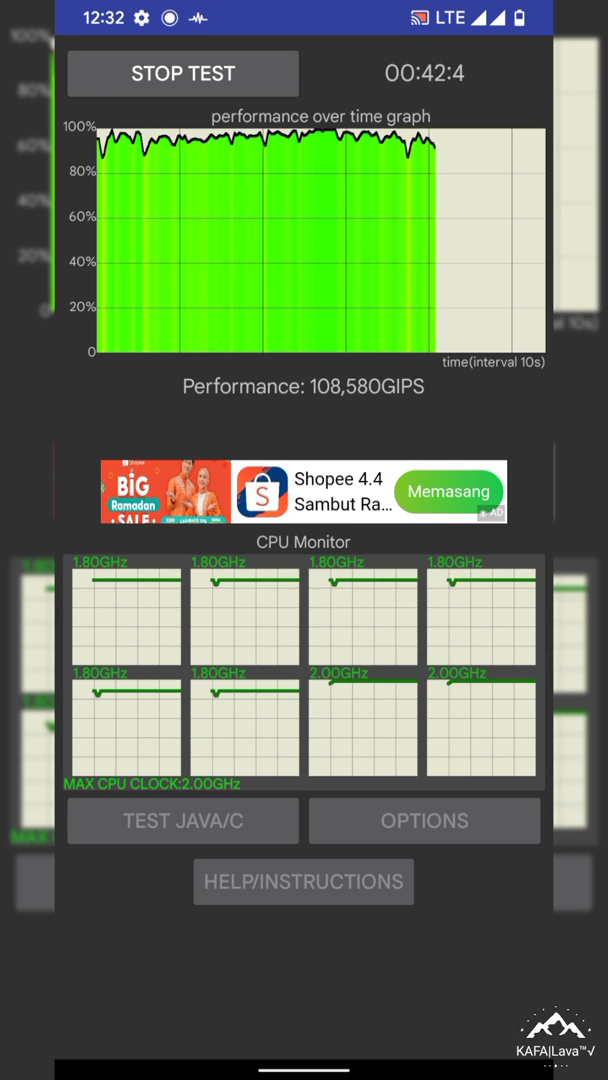 12:32 LTE
STOP TEST 00:42:4
performance over time graph
100%
80%
60%
40%
20%
0
time(interval 10s)
Performance: 108,580GIPS
Shopee
BIG
Ramadan
SALE
Shopee 4.4
Sambut Ra...
Memasang
AD
CPU Monitor
1.80GHz 1.80GHz 1.80GHz 1.80GHz
1.80GHz 1.80GHz 2.00GHz 2.00GHz
MAX CPU CLOCK:2.00GHz
TEST JAVA/C OPTIONS
HELP/INSTRUCTIONS
KAFA|Lava™√